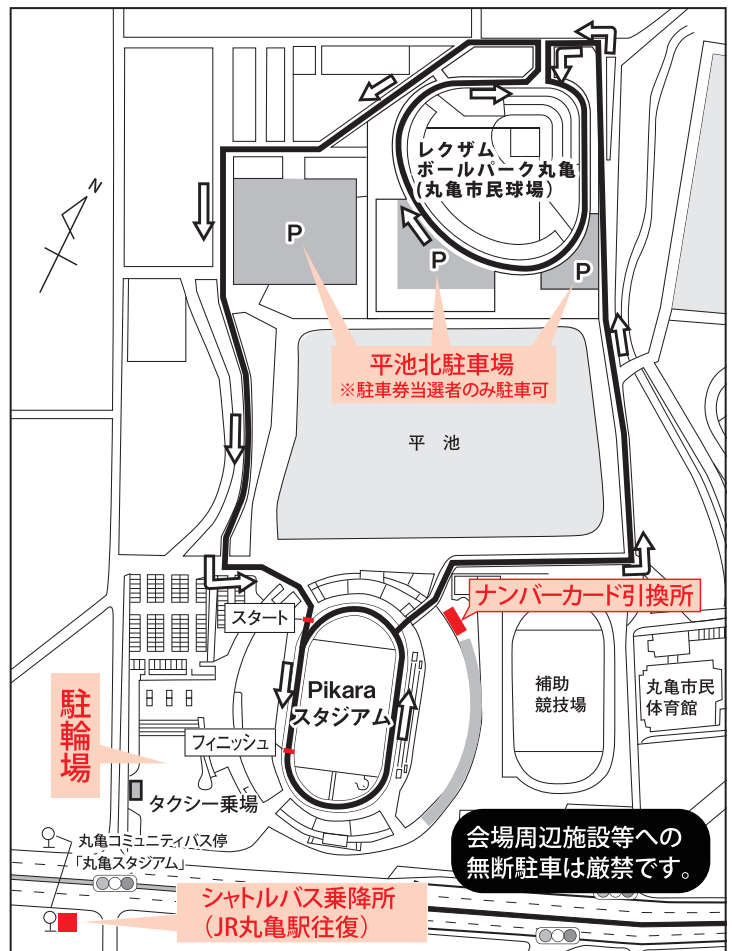 N
レクザム
ボールパーク丸亀
(丸亀市民球場)
P
P
P
平池北駐車場
※駐車券当選者のみ駐車可
平 池
ナンバーカード引換所
スタート
Pikara
スタジアム
補助
競技場
丸亀市民
体育館
駐輪場
フィニッシュ
タクシー乗場
丸亀コミュニティバス停
「丸亀スタジアム」
会場周辺施設等への
無断駐車は厳禁です。
シャトルバス乗降所
(JR丸亀駅往復)